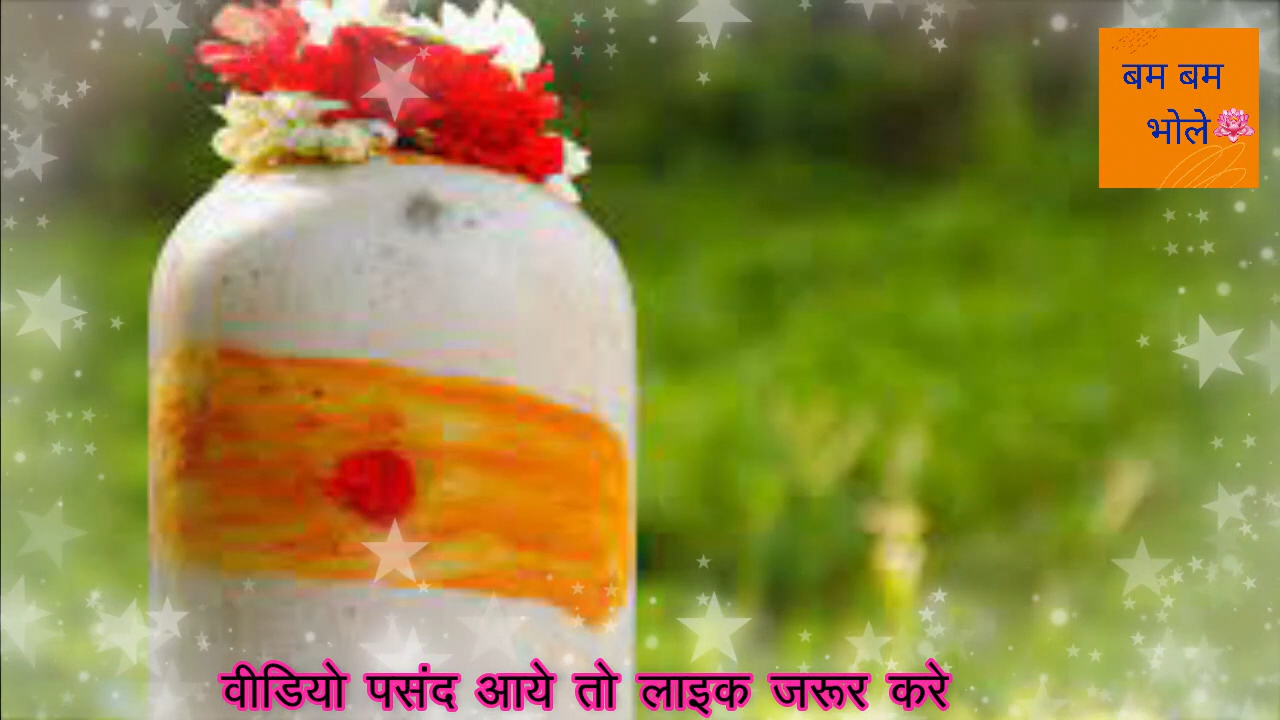 बम बम
भोले
वीडियो पसंद आये तो लाइक जरूर करे